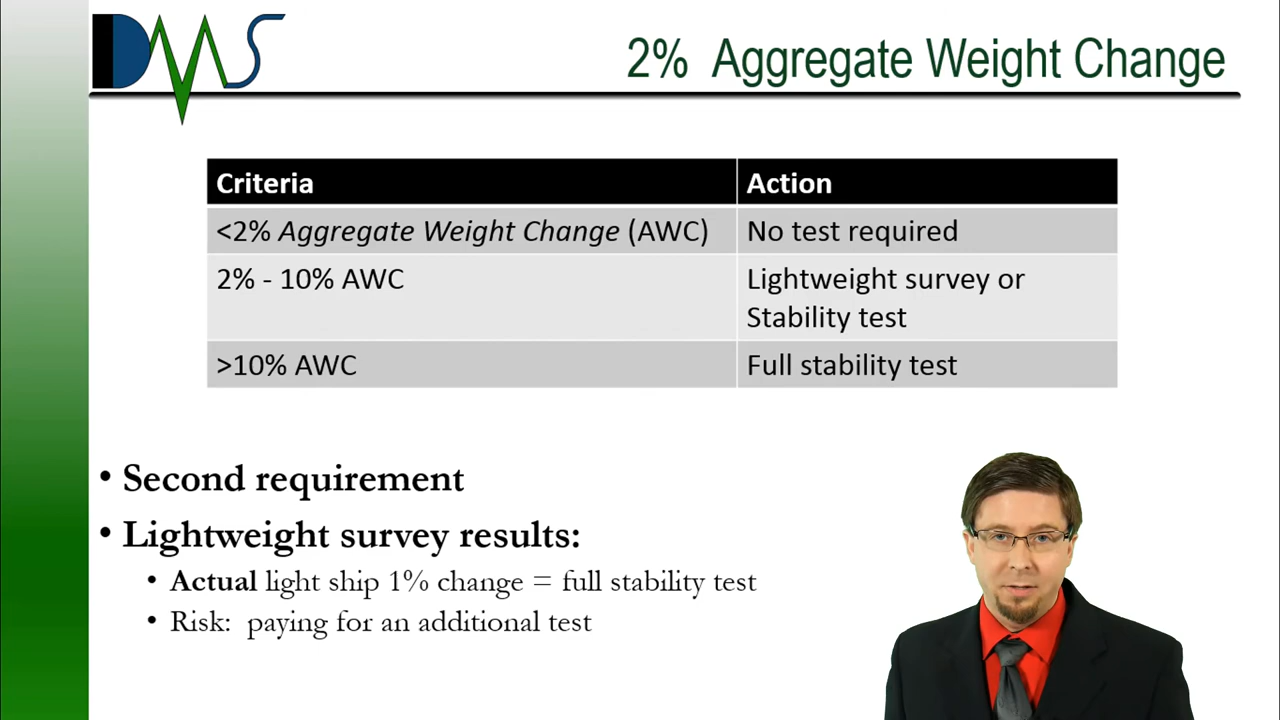 DMS
2% Aggregate Weight Change
Criteria Action
<2% Aggregate Weight Change (AWC) No test required
2% - 10% AWC Lightweight survey or
Stability test
>10% AWC Full stability test
• Second requirement
• Lightweight survey results:
• Actual light ship 1% change = full stability test
• Risk: paying for an additional test